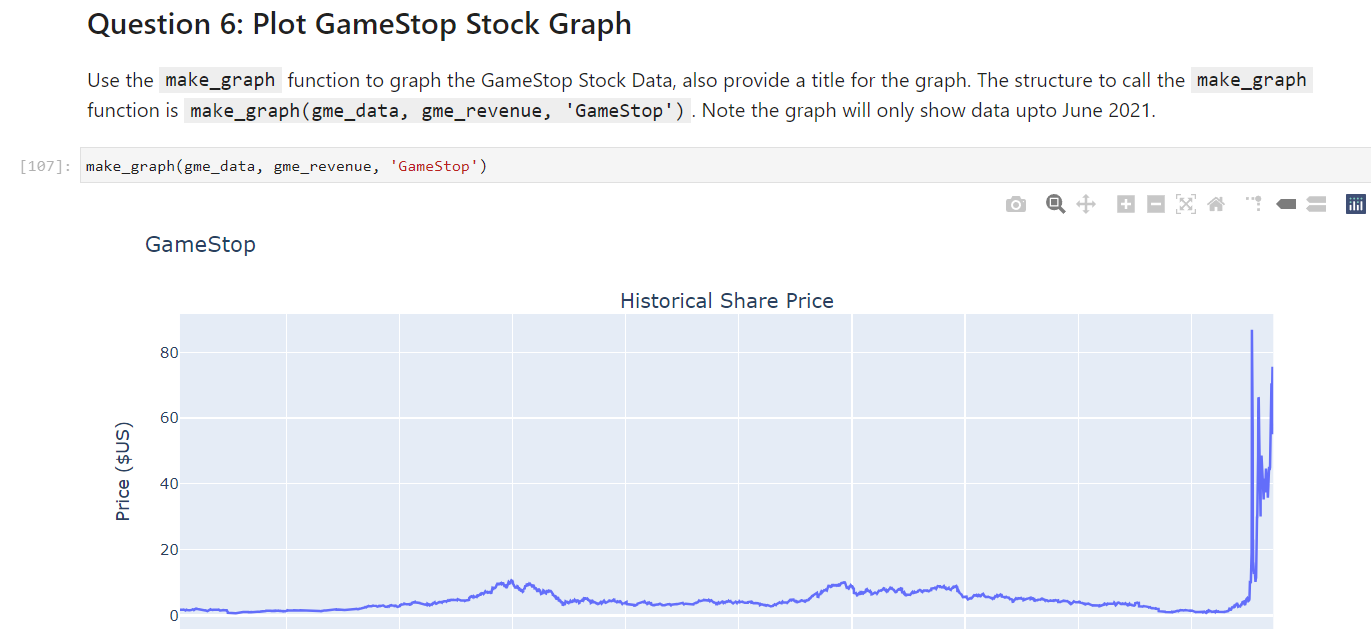 Question 6: Plot GameStop Stock Graph
Use the make_graph function to graph the GameStop Stock Data, also provide a title for the graph. The structure to call the make_graph
function is make_graph(gme_data, gme_revenue, 'GameStop'). Note the graph will only show data upto June 2021.
[107]: make_graph(gme_data, gme_revenue, 'GameStop')
GameStop
Historical Share Price
80
60
Price ($US)
40
20
0